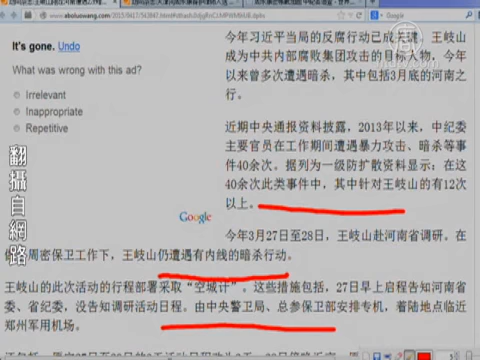 www.aboluowang.com/2015/0417/543847.html
It's gone. Undo
What was wrong with this ad?
Irrelevant
Inappropriate
Repetitive
Google
翻攝自網路
今年习近平当局的反腐行动已成关键,王岐山
成为中共内部腐败集团攻击的目标人物,今年
以来曾多次遭遇暗杀,其中包括3月底的河南之
行。
近期中央通报资料披露,2013年以来,中纪委
主要官员在工作期间遭遇暴力攻击、暗杀等事
件40余次。据列为一级防扩散资料显示:在这
40余次此类事件中,其中针对王岐山的有12次
以上。
今年3月27日至28日,王岐山赴河南省调研。在
周密保卫工作下,王岐山仍遭遇有内线的暗杀行动。
王岐山的此次活动的行程部署采取“空城计”。这些措施包括,27日早上启程告知河南省
委、省纪委,没告知调研活动日程。由中央警卫局、总参保卫部安排专机,着陆地点临近
郑州军用机场。